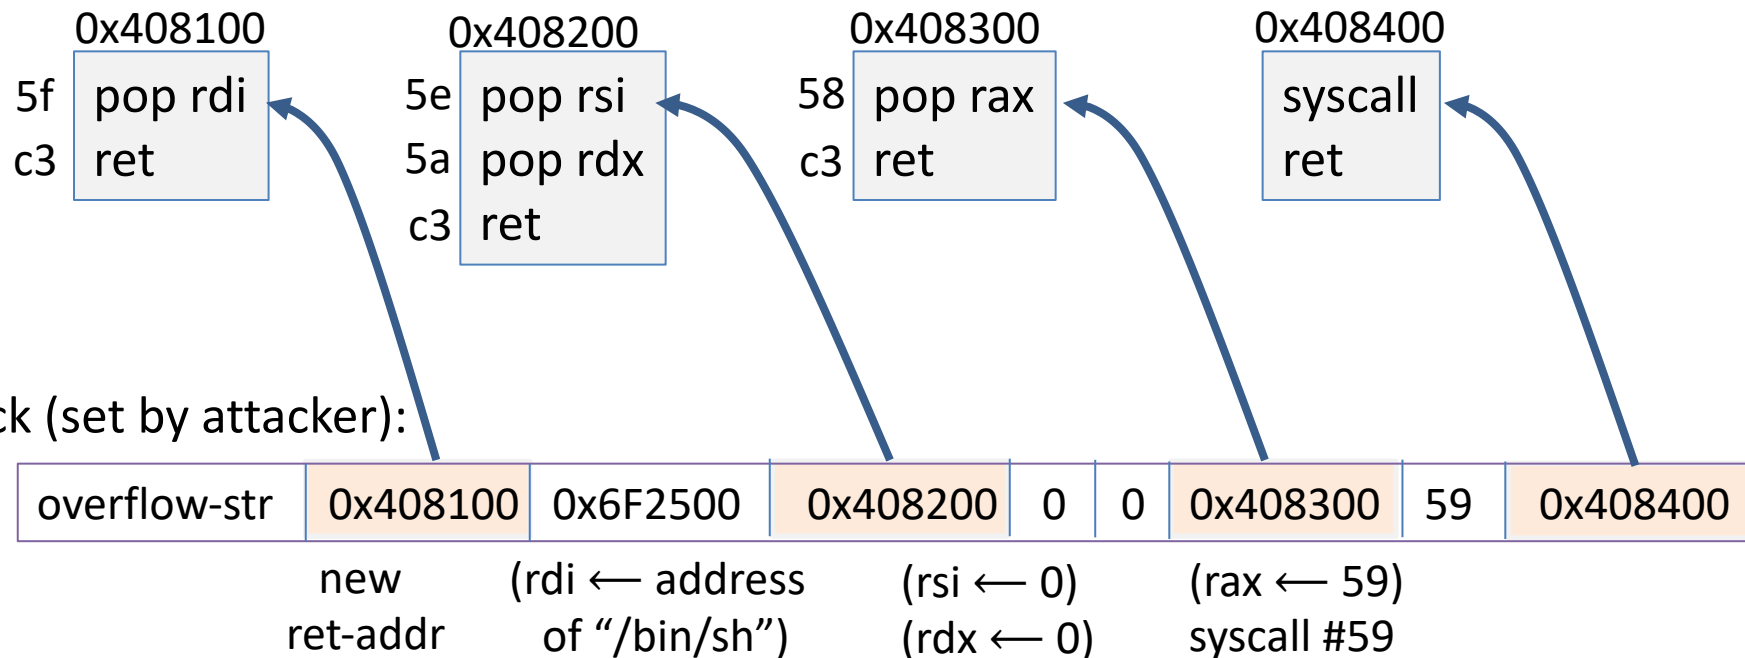 0x408100 0x408200 0x408300 0x408400
5f pop rdi 5e pop rsi 58 pop rax syscall
c3 ret 5a pop rdx c3 ret ret
c3 ret
ck (set by attacker):
overflow-str 0x408100 0x6F2500 0x408200 0 0 0x408300 59 0x408400
new (rdi ⟵ address (rsi ⟵ 0) (rax ⟵ 59)
ret-addr of “/bin/sh”) (rdx ⟵ 0) syscall #59